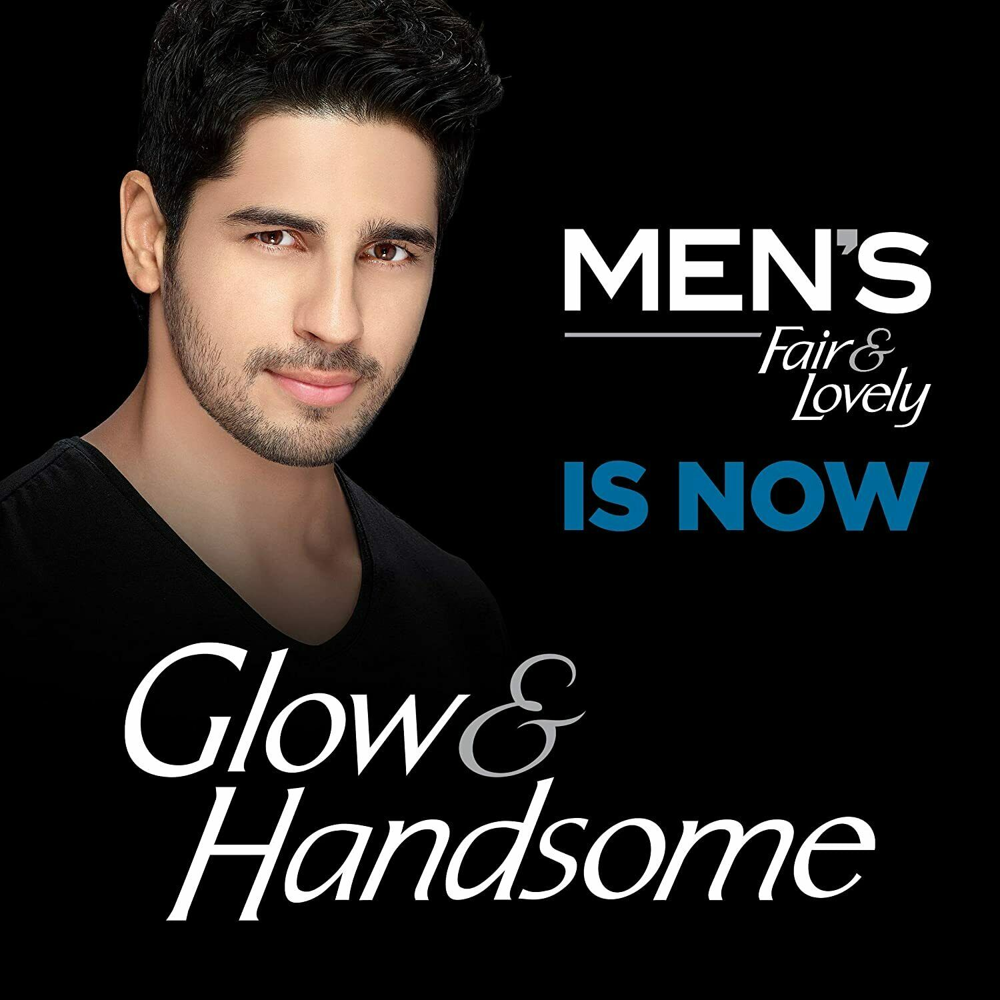 MEN'S
Fair &
Lovely
IS NOW
Glow &
Handsome